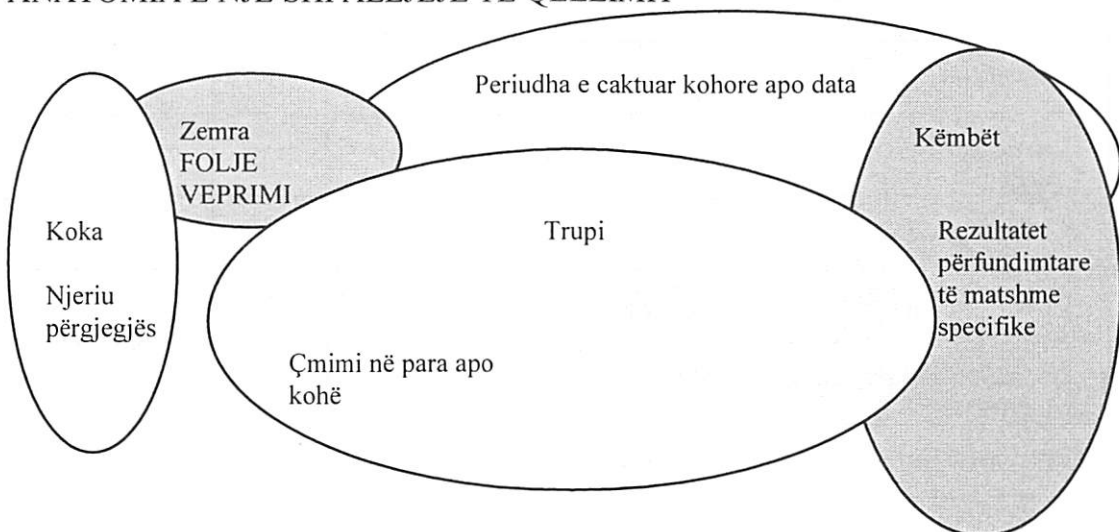 Periudha e caktuar kohore apo data
Zemra
FOLJE
VEPRIMI
Këmbët
Koka
Njeriu
përgjegjës
Trupi
Çmimi në para apo
kohë
Rezultatet
përfundimtare
të matshme
specifike